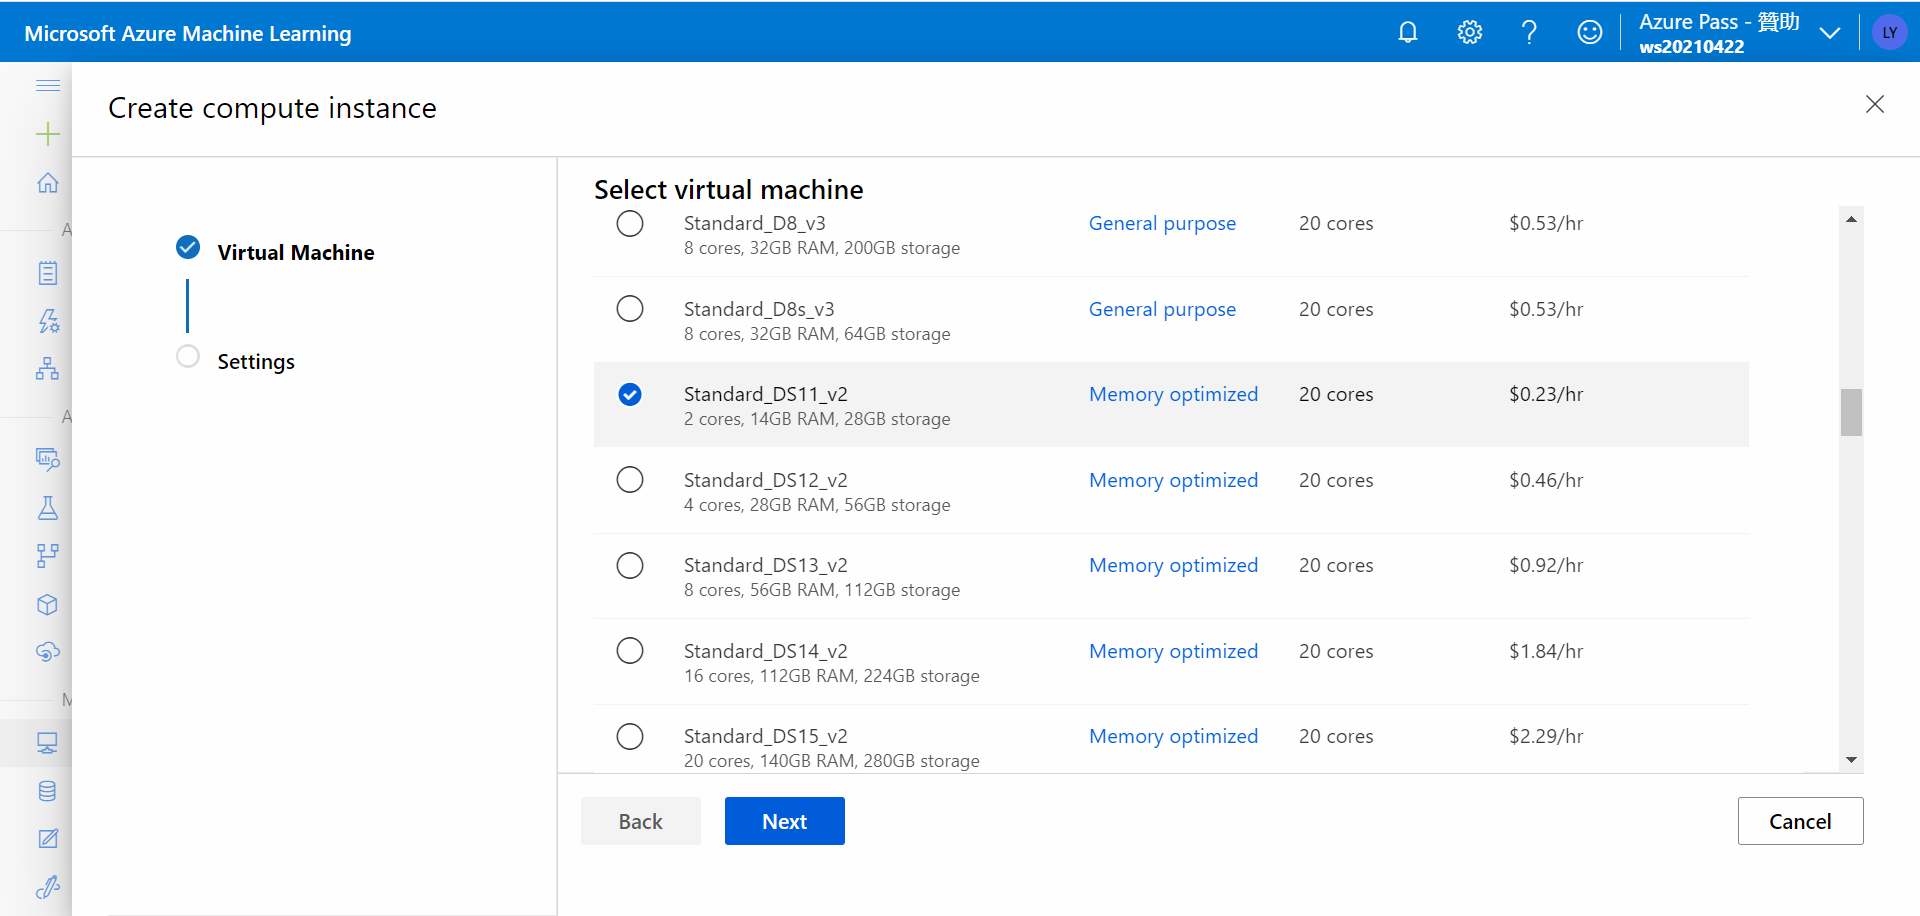 Microsoft Azure Machine Learning
Azure Pass - 贊助
ws20210422
LY
Create compute instance
A
A
M
Virtual Machine
Settings
Select virtual machine
Standard_D8_v3 General purpose 20 cores $0.53/hr
8 cores, 32GB RAM, 200GB storage
Standard_D8s_v3 General purpose 20 cores $0.53/hr
8 cores, 32GB RAM, 64GB storage
Standard_DS11_v2 Memory optimized 20 cores $0.23/hr
2 cores, 14GB RAM, 28GB storage
Standard_DS12_v2 Memory optimized 20 cores $0.46/hr
4 cores, 28GB RAM, 56GB storage
Standard_DS13_v2 Memory optimized 20 cores $0.92/hr
8 cores, 56GB RAM, 112GB storage
Standard_DS14_v2 Memory optimized 20 cores $1.84/hr
16 cores, 112GB RAM, 224GB storage
Standard_DS15_v2 Memory optimized 20 cores $2.29/hr
20 cores, 140GB RAM, 280GB storage
Back Next Cancel